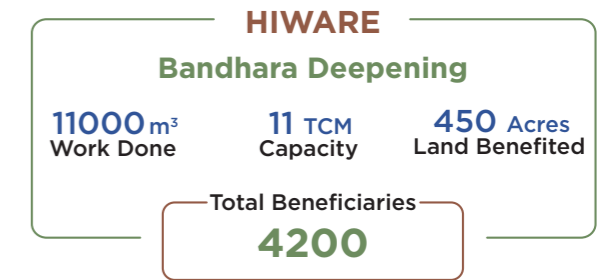 HIWARE
Bandhara Deepening
11000 m³ 11 TCM 450 Acres
Work Done Capacity Land Benefited
Total Beneficiaries
4200